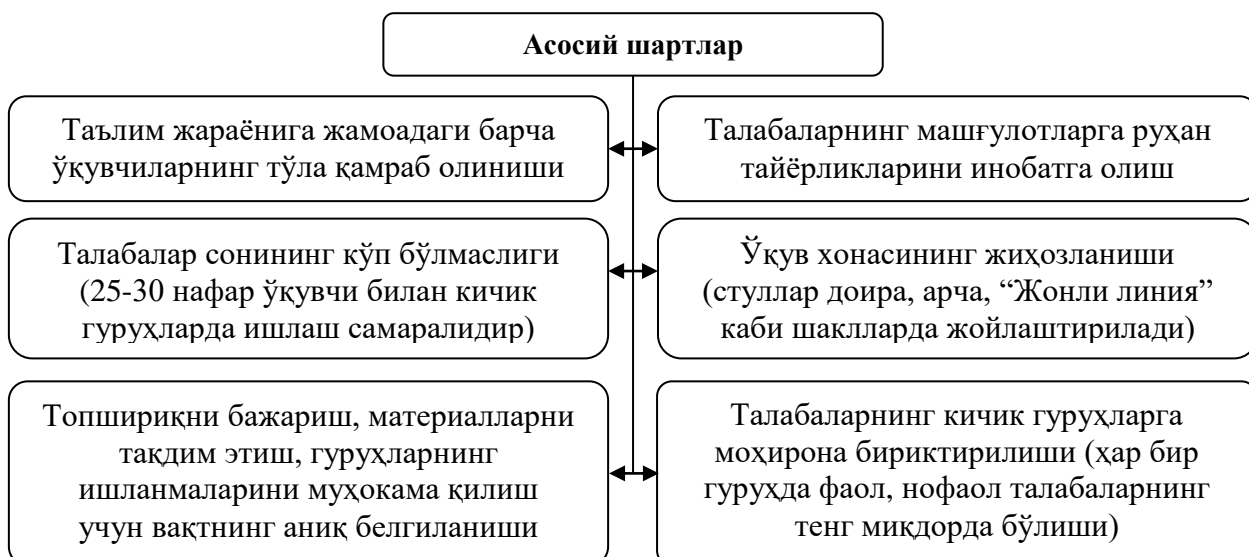 Асосий шартлар
Таълим жараёнига жамоадаги барча
ўқувчиларнинг тўла қамраб олиниши
Талабаларнинг машғулотларга руҳан
тайёрликларини инобатга олиш
Талабалар сонининг кўп бўлмаслиги
(25-30 нафар ўқувчи билан кичик
гуруҳларда ишлаш самаралидир)
Ўқув хонасининг жиҳозланиши
(стуллар доира, арча, “Жонли линия”
каби шаклларда жойлаштирилади)
Топшириқни бажариш, материалларни
тақдим этиш, гуруҳларнинг
ишланмаларини муҳокама қилиш
учун вақтнинг аниқ белгиланиши
Талабаларнинг кичик гуруҳларга
моҳирона бириктирилиши (ҳар бир
гуруҳда фаол, нофаол талабаларнинг
тенг миқдорда бўлиши)